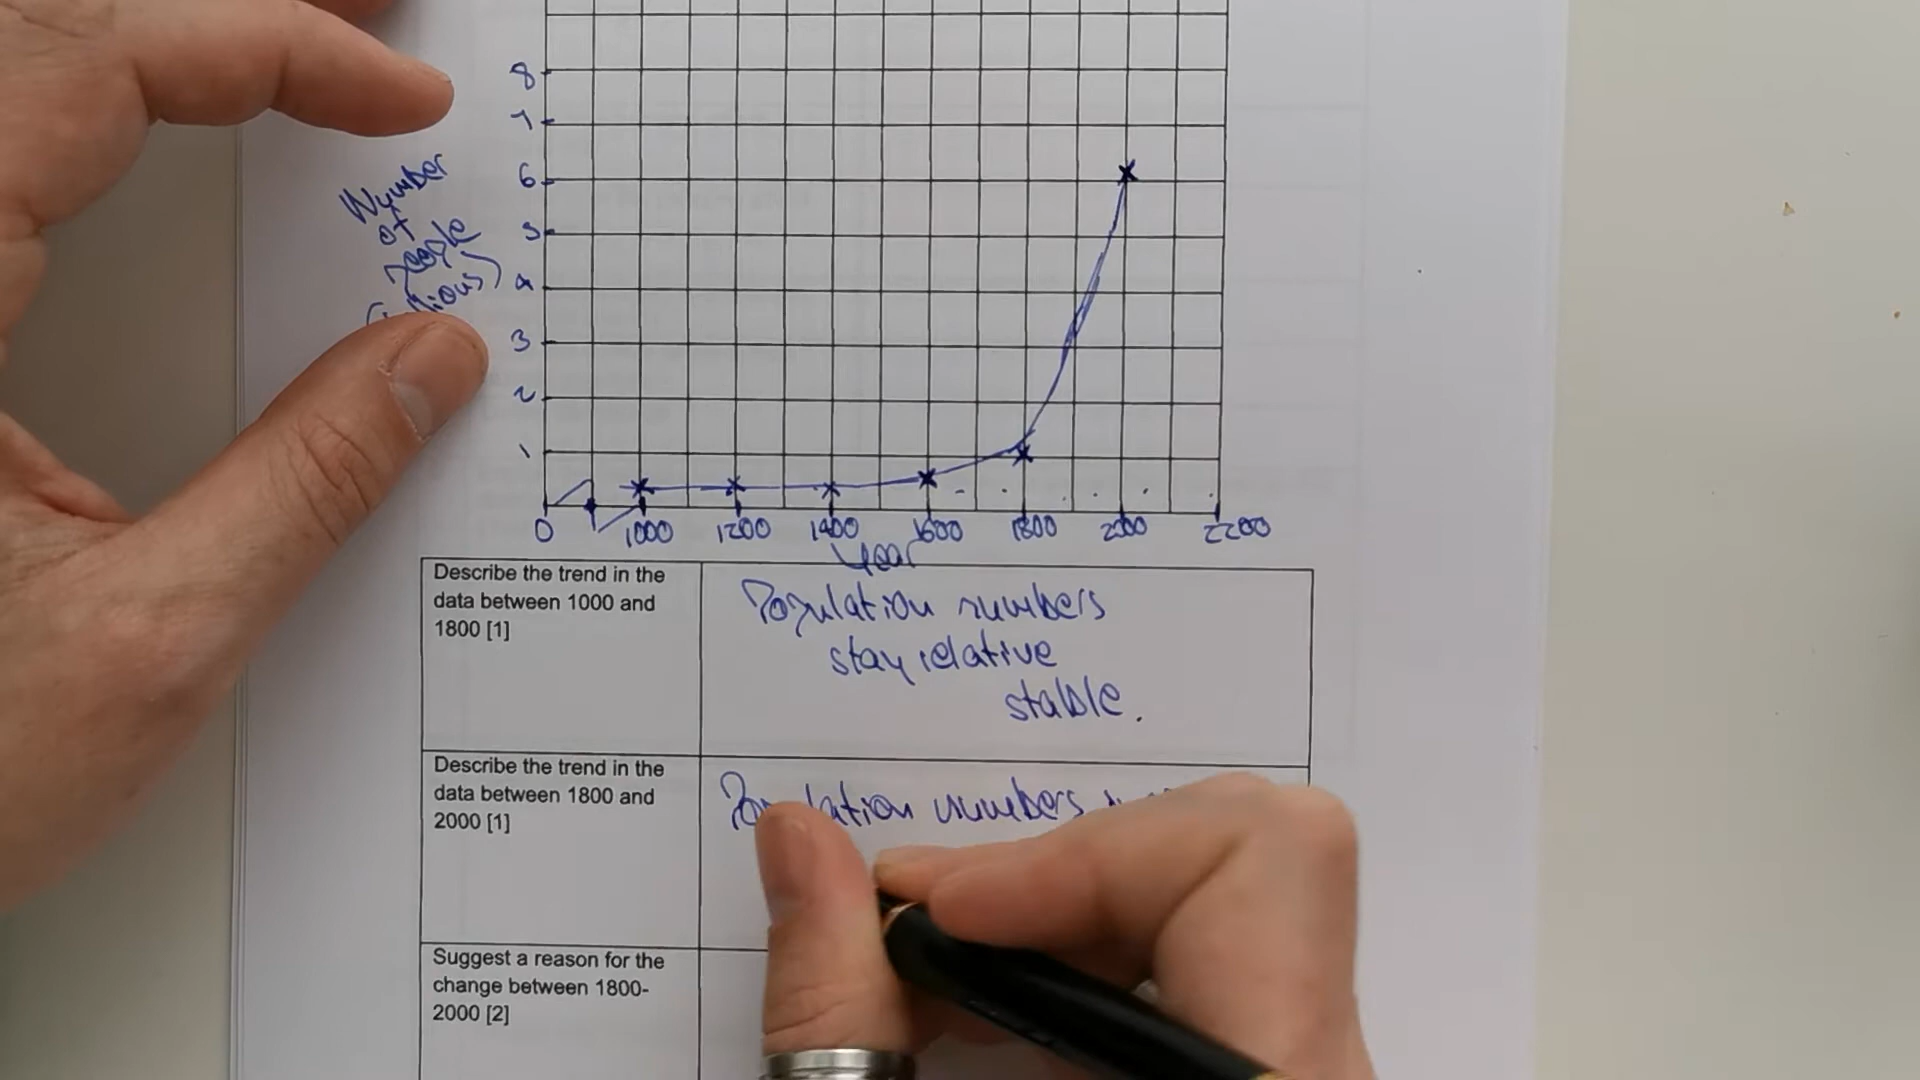 8
7
6
5
4
3
2
1
Number
of
people
0 1000 1200 1400 1600 1800 2000 2200
Year
Describe the trend in the
data between 1000 and
1800 [1]
Population numbers
stay relative
stable.
Describe the trend in the
data between 1800 and
2000 [1]
numbers
Suggest a reason for the
change between 1800-
2000 [2]